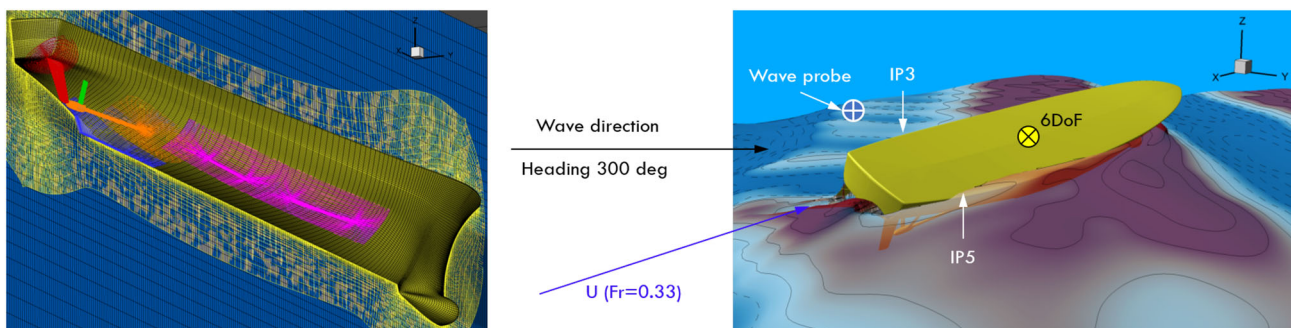 Z
X
Y
Wave direction
Heading 300 deg
U (Fr=0.33)
Wave probe
IP3
6DoF
IP5
Z
X
Y